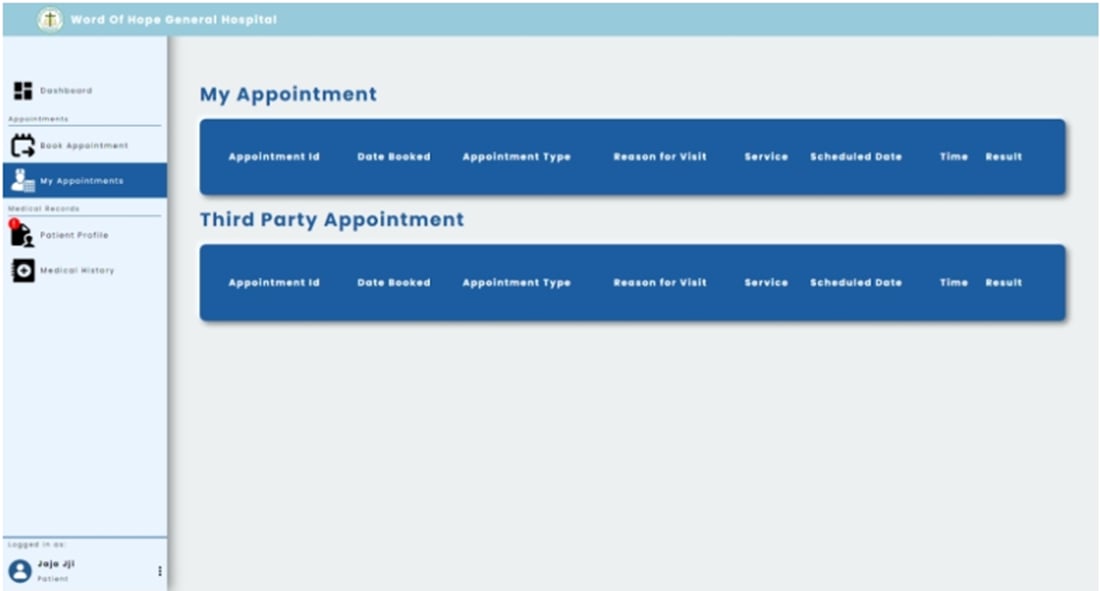 Word Of Hope General Hospital
Dashboard
Appointments
Book Appointment
My Appointments
Medical Records
Patient Profile
Medical History
Logged in as:
Jaja Jji
Patient
My Appointment
Appointment Id Date Booked Appointment Type Reason for Visit Service Scheduled Date Time Result
Third Party Appointment
Appointment Id Date Booked Appointment Type Reason for Visit Service Scheduled Date Time Result